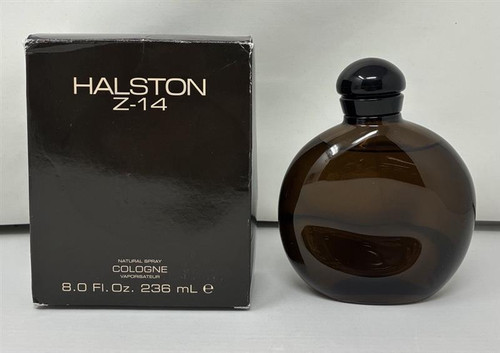 HALSTON
Z-14
NATURAL SPRAY
COLOGNE
VAPORISATEUR
8.0 Fl. Oz. 236 mL ℮